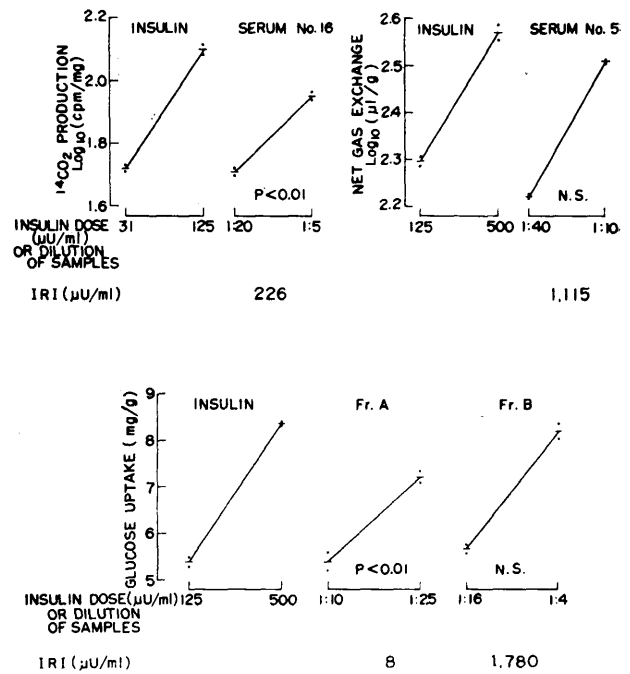 INSULIN SERUM No. 16
14CO2 PRODUCTION
Log10 (cpm/mg)
2.2
2.0
1.8
1.6
P<0.01
31 125 1:20 1:5
INSULIN DOSE
(μU/ml)
OR DILUTION
OF SAMPLES
IRI (μU/ml) 226 1,115
INSULIN SERUM No. 5
NET GAS EXCHANGE
Log10 (μl/g)
2.6
2.5
2.3
2.3
2.2
N.S.
125 500 1:40 1:10
INSULIN Fr. A Fr. B
GLUCOSE UPTAKE (mg/g)
9
8
7
6
5
P<0.01 N.S.
INSULIN DOSE(μU/ml) 125 500 1:10 1:25 1:16 1:4
OR DILUTION
OF SAMPLES
IRI (μU/ml) 8 1,780